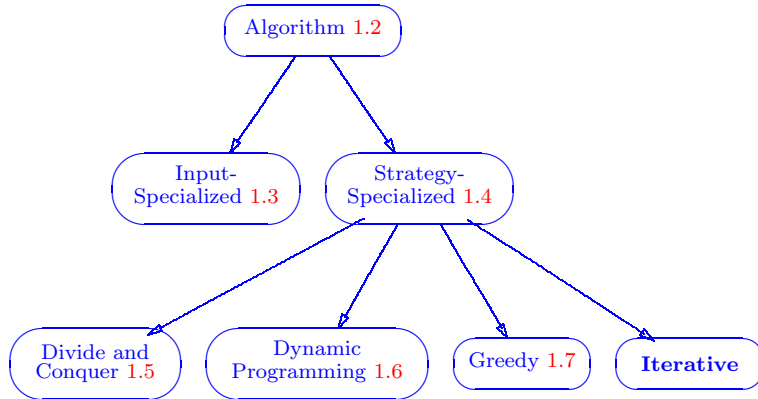 Algorithm 1.2
Input-
Specialized 1.3
Strategy-
Specialized 1.4
Divide and
Conquer 1.5
Dynamic
Programming 1.6
Greedy 1.7
Iterative